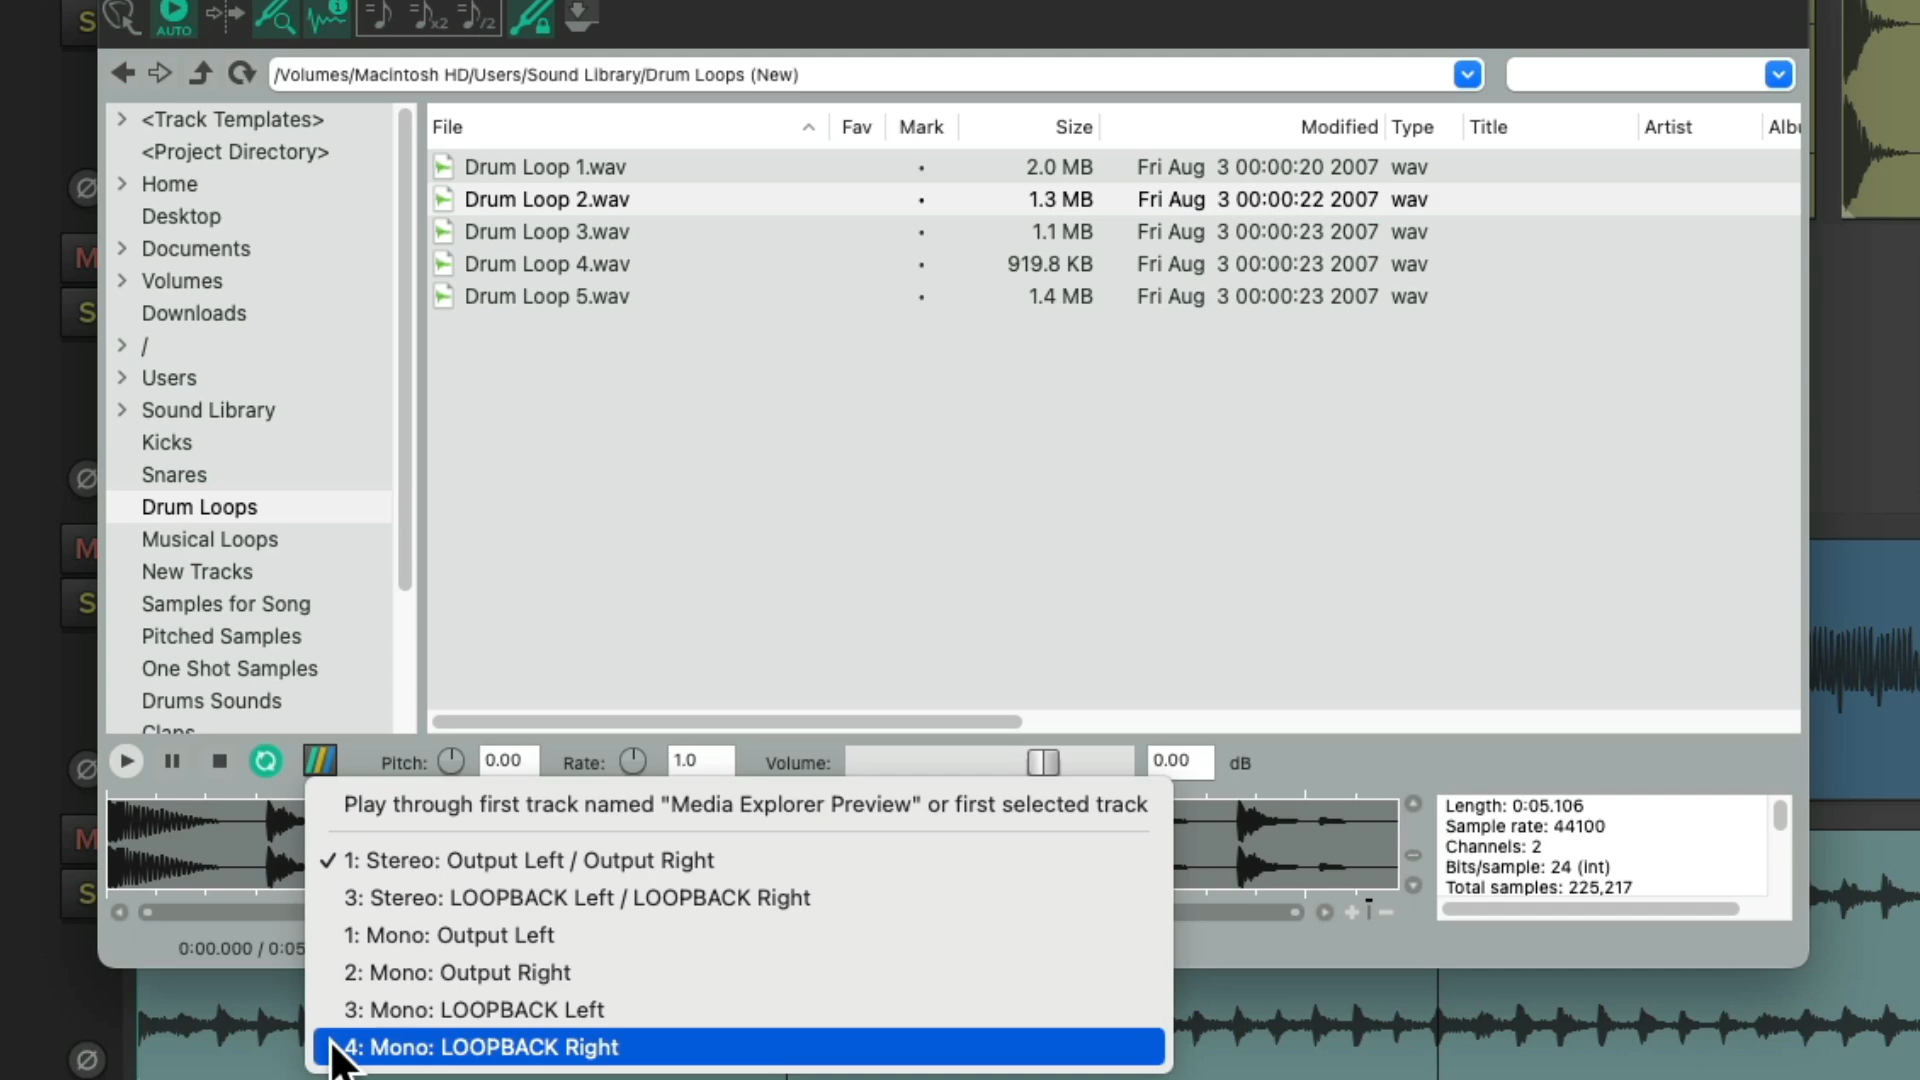 S
AUTO
x2
/2
/Volumes/Macintosh HD/Users/Sound Library/Drum Loops (New)
<Track Templates>
<Project Directory>
Home
Desktop
Documents
Volumes
Downloads
/
Users
Sound Library
Kicks
Snares
Drum Loops
Musical Loops
New Tracks
Samples for Song
Pitched Samples
One Shot Samples
Drums Sounds
Claps
File Fav Mark Size Modified Type Title Artist Albu
Drum Loop 1.wav 2.0 MB Fri Aug 3 00:00:20 2007 wav
Drum Loop 2.wav 1.3 MB Fri Aug 3 00:00:22 2007 wav
Drum Loop 3.wav 1.1 MB Fri Aug 3 00:00:23 2007 wav
Drum Loop 4.wav 919.8 KB Fri Aug 3 00:00:23 2007 wav
Drum Loop 5.wav 1.4 MB Fri Aug 3 00:00:23 2007 wav
M
S
M
S
M
S
Pitch: 0.00 Rate: 1.0 Volume: 0.00 dB
Play through first track named "Media Explorer Preview" or first selected track
✓ 1: Stereo: Output Left / Output Right
3: Stereo: LOOPBACK Left / LOOPBACK Right
1: Mono: Output Left
2: Mono: Output Right
3: Mono: LOOPBACK Left
4: Mono: LOOPBACK Right
Length: 0:05.106
Sample rate: 44100
Channels: 2
Bits/sample: 24 (int)
Total samples: 225,217
0:00.000 / 0:05